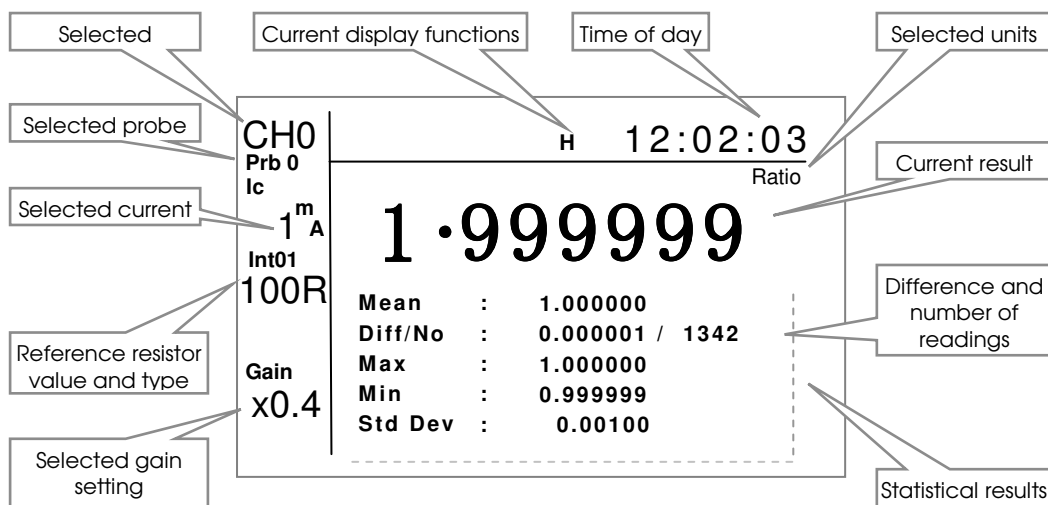 Selected
Current display functions
Time of day
Selected units
Selected probe
CH0
Prb 0
H
12:02:03
Ratio
Current result
Ic
Selected current
1 m A
1.999999
Int01
100R
Reference resistor
value and type
Mean : 1.000000
Diff/No : 0.000001 / 1342
Max : 1.000000
Min : 0.999999
Std Dev : 0.00100
Difference and
number of
readings
Gain
x0.4
Selected gain
setting
Statistical results